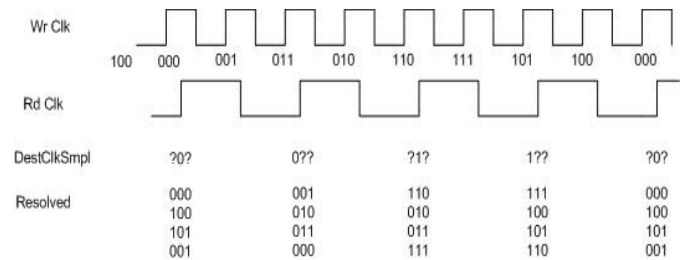 Wr Clk
100 000 001 011 010 110 111 101 100 000
Rd Clk
DestClkSmpl ?0? 0?? ?1? 1?? ?0?
Resolved
000 001 110 111 000
100 010 010 100 100
101 011 011 101 101
001 000 111 110 001